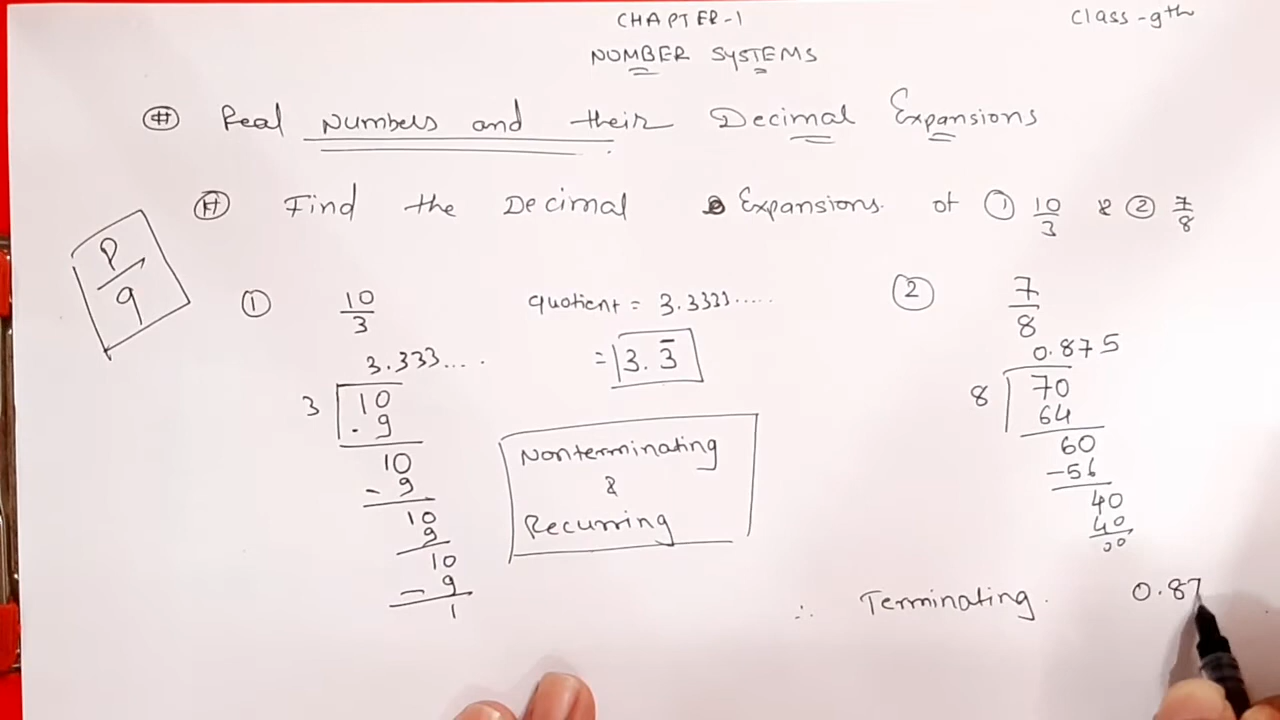 CHAPTER-1
Class-9th
NUMBER SYSTEMS
# Real Numbers and their Decimal Expansions
# Find the Decimal Expansions. of ① 10/3 & ② 7/8
P/q
① 10/3
3.333....
3 10
- 9
10
- 9
10
9
10
- 9
1
quotient = 3.3333.....
= 3.3̅
Nonterminating
&
Recurring
② 7/8
0.875
8 70
64
60
-56
40
40
00
∴ Terminating. 0.87